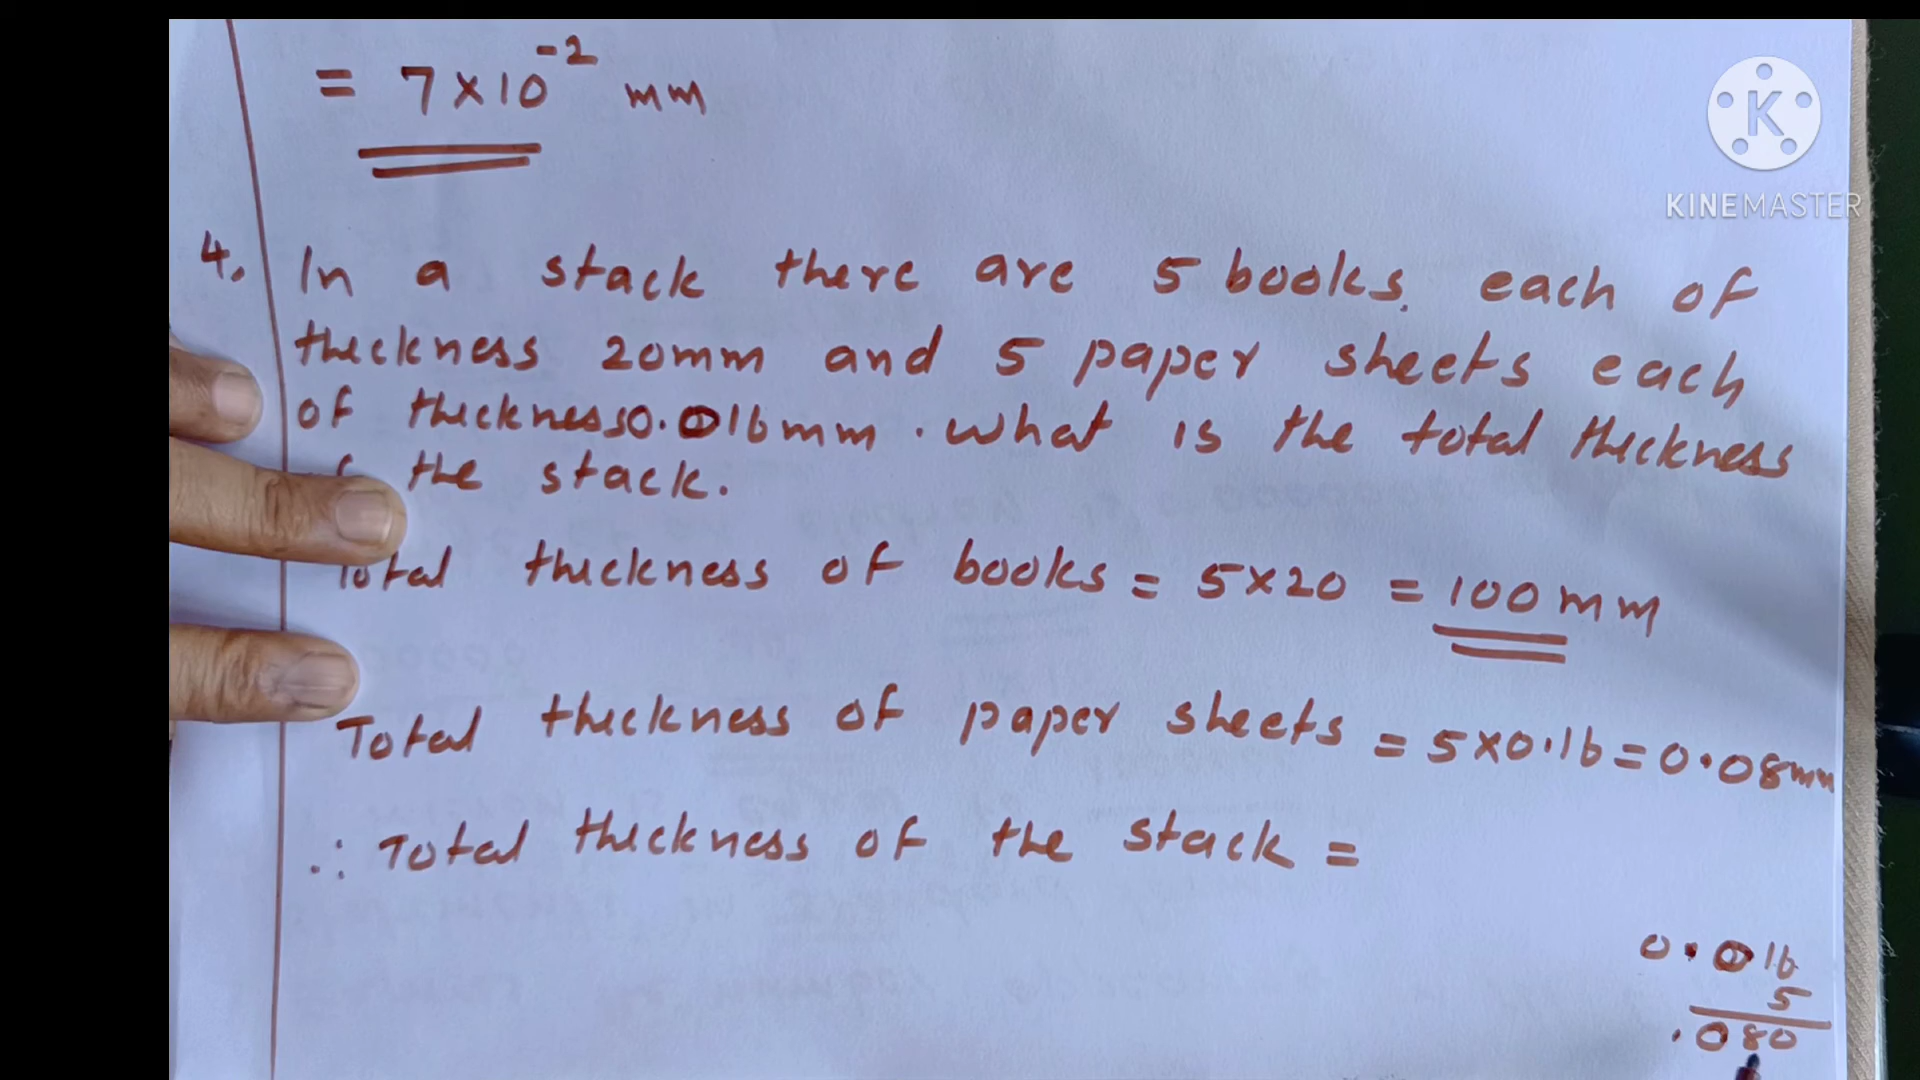 = 7×10⁻² mm
K
KINEMASTER
4. In a stack there are 5 books. each of
thickness 20mm and 5 paper sheets each
of thickness 0.016mm. what is the total thickness
of the stack.
Total thickness of books = 5×20 = 100mm
Total thickness of paper sheets = 5×0.16 = 0.08mm
∴ Total thickness of the stack =
0.016
5
.080